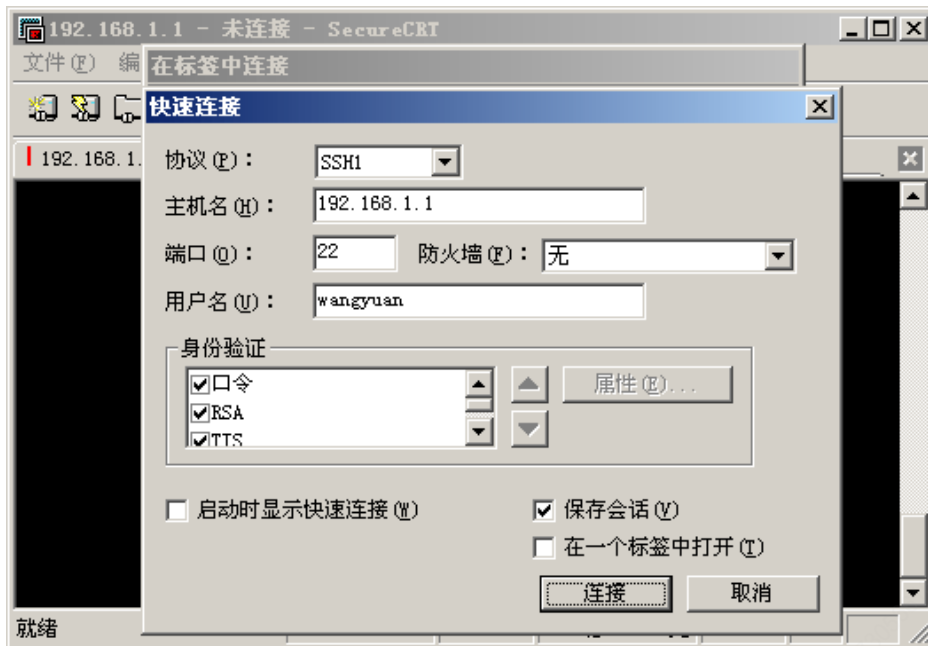 192.168.1.1 - 未连接 - SecureCRT
文件(F) 编
在标签中连接
快速连接
192.168.1.
协议(P)： SSH1
主机名(H)： 192.168.1.1
端口(O)： 22 防火墙(F)： 无
用户名(U)： wangyuan
身份验证
口令
RSA
TIS
属性(E)...
启动时显示快速连接(W)
保存会话(V)
在一个标签中打开(T)
连接 取消
就绪